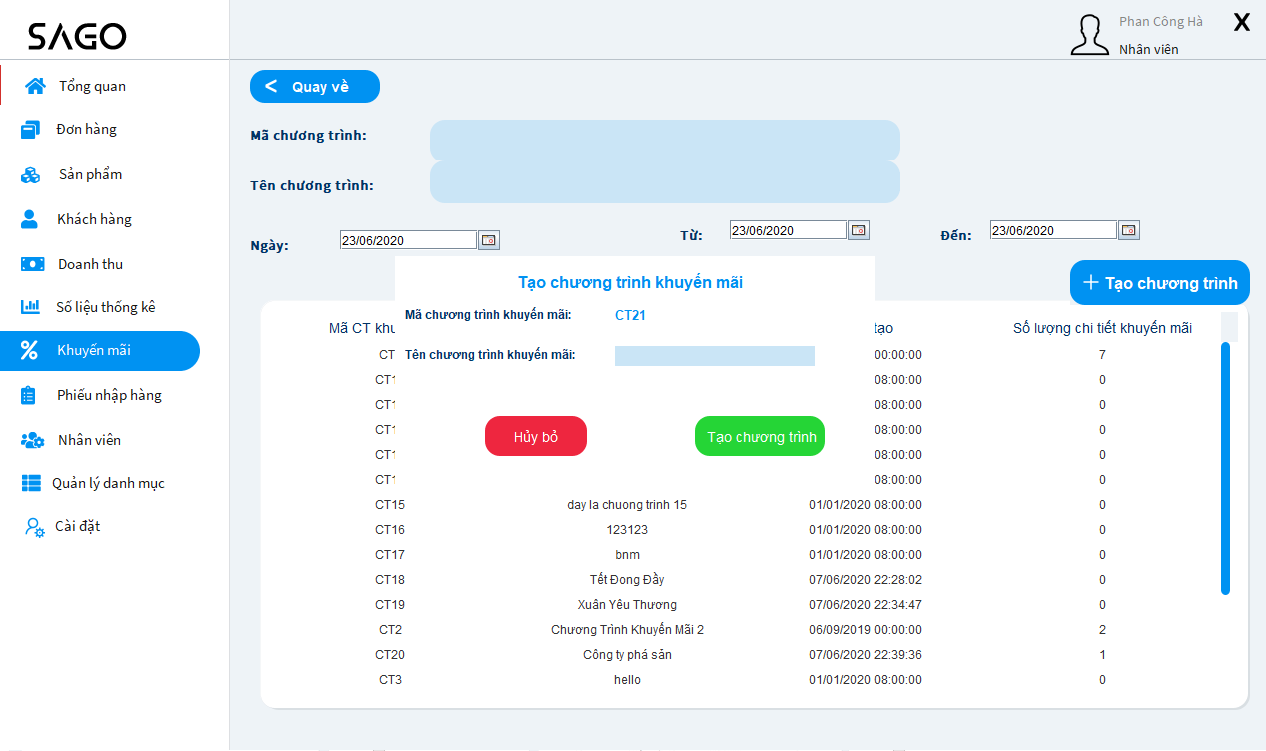 SAGO
Phan Công Hà
X
Nhân viên
Tổng quan
Đơn hàng
Sản phẩm
Khách hàng
Doanh thu
Số liệu thống kê
Khuyến mãi
Phiếu nhập hàng
Nhân viên
Quản lý danh mục
Cài đặt
< Quay về
Mã chương trình:
Tên chương trình:
Ngày: 23/06/2020
Từ: 23/06/2020
Đến: 23/06/2020
+ Tạo chương trình
Tạo chương trình khuyến mãi
Mã chương trình khuyến mãi: CT21
Tên chương trình khuyến mãi:
Hủy bỏ
Tạo chương trình
Mã CT khu tạo Số lượng chi tiết khuyến mãi
CT 00:00:00 7
CT1 08:00:00 0
CT1 08:00:00 0
CT1 08:00:00 0
CT1 08:00:00 0
CT1 08:00:00 0
CT15 day la chuong trinh 15 01/01/2020 08:00:00 0
CT16 123123 01/01/2020 08:00:00 0
CT17 bnm 01/01/2020 08:00:00 0
CT18 Tết Đong Đầy 07/06/2020 22:28:02 0
CT19 Xuân Yêu Thương 07/06/2020 22:34:47 0
CT2 Chương Trình Khuyến Mãi 2 06/09/2019 00:00:00 2
CT20 Công ty phá sản 07/06/2020 22:39:36 1
CT3 hello 01/01/2020 08:00:00 0